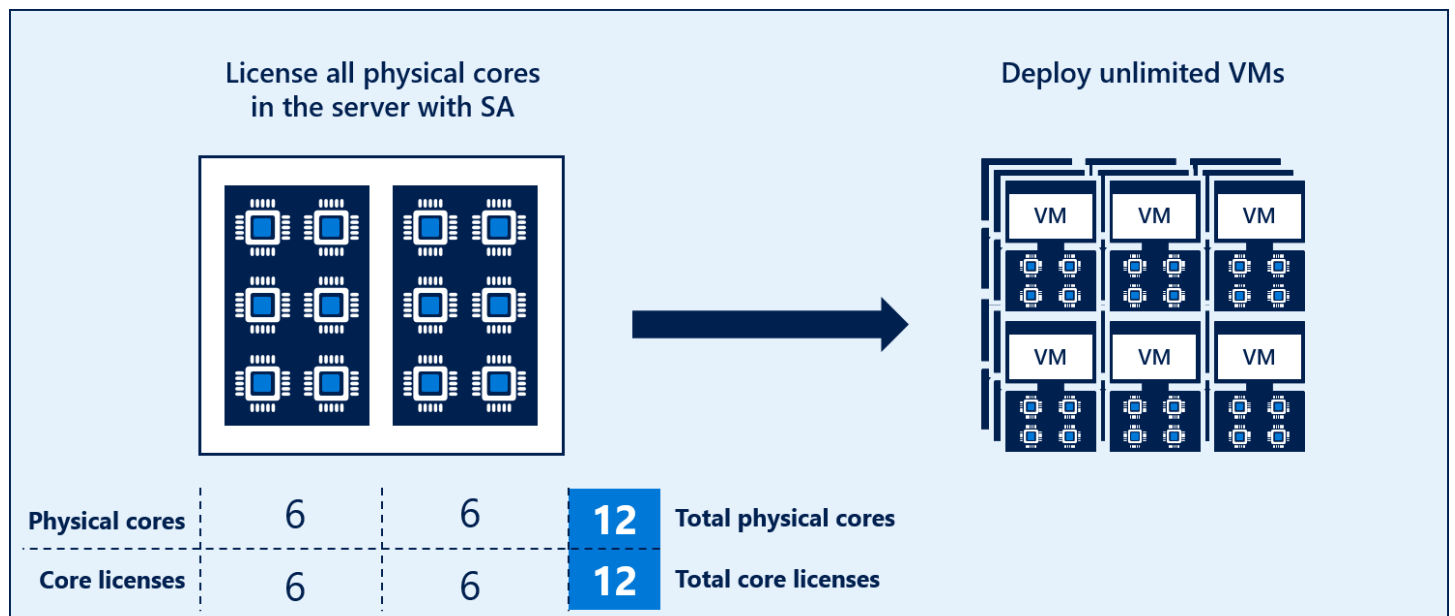 License all physical cores
in the server with SA
Deploy unlimited VMs
VM VM VM
VM VM VM
Physical cores 6 6 12 Total physical cores
Core licenses 6 6 12 Total core licenses